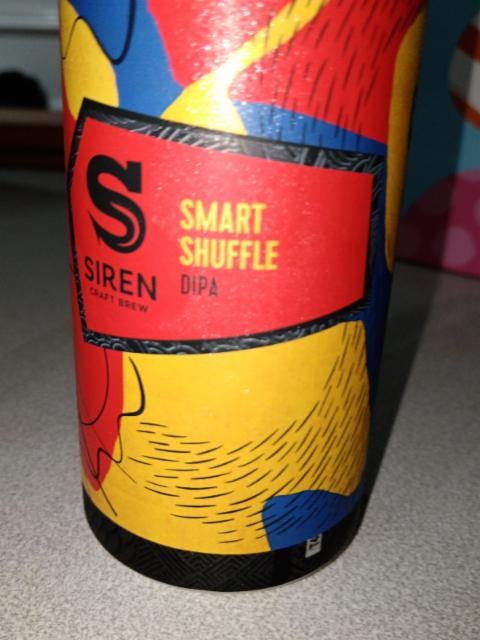 S
SIREN
CRAFT BREW
SMART
SHUFFLE
DIPA